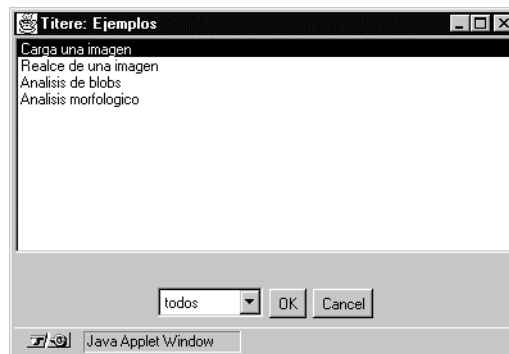 Titere: Ejemplos
Carga una imagen
Realce de una imagen
Analisis de blobs
Analisis morfologico
todos OK Cancel
Java Applet Window